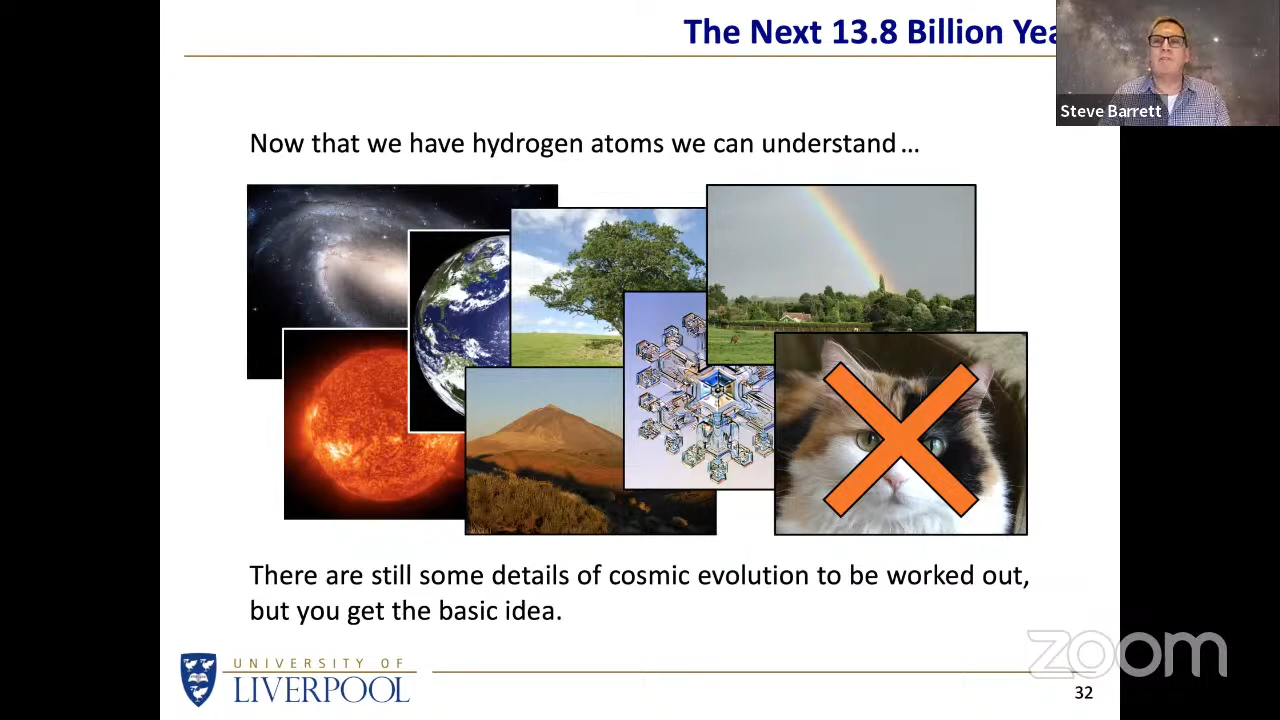 The Next 13.8 Billion Yea
Steve Barrett
Now that we have hydrogen atoms we can understand ...
There are still some details of cosmic evolution to be worked out,
but you get the basic idea.
UNIVERSITY OF
LIVERPOOL
zoom
32